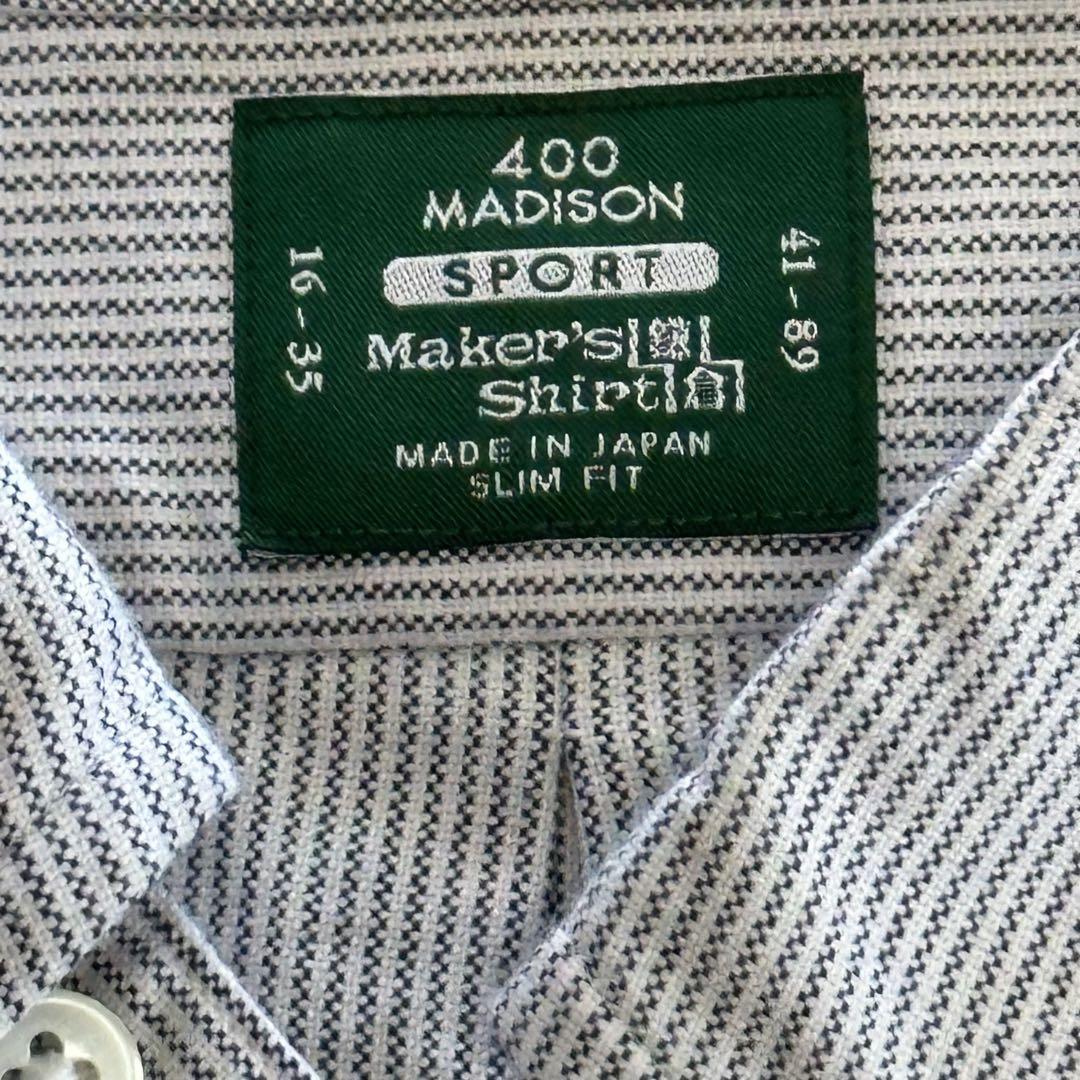 400
MADISON
SPORT
16-35
41-89
Maker's
Shirt
MADE IN JAPAN
SLIM FIT